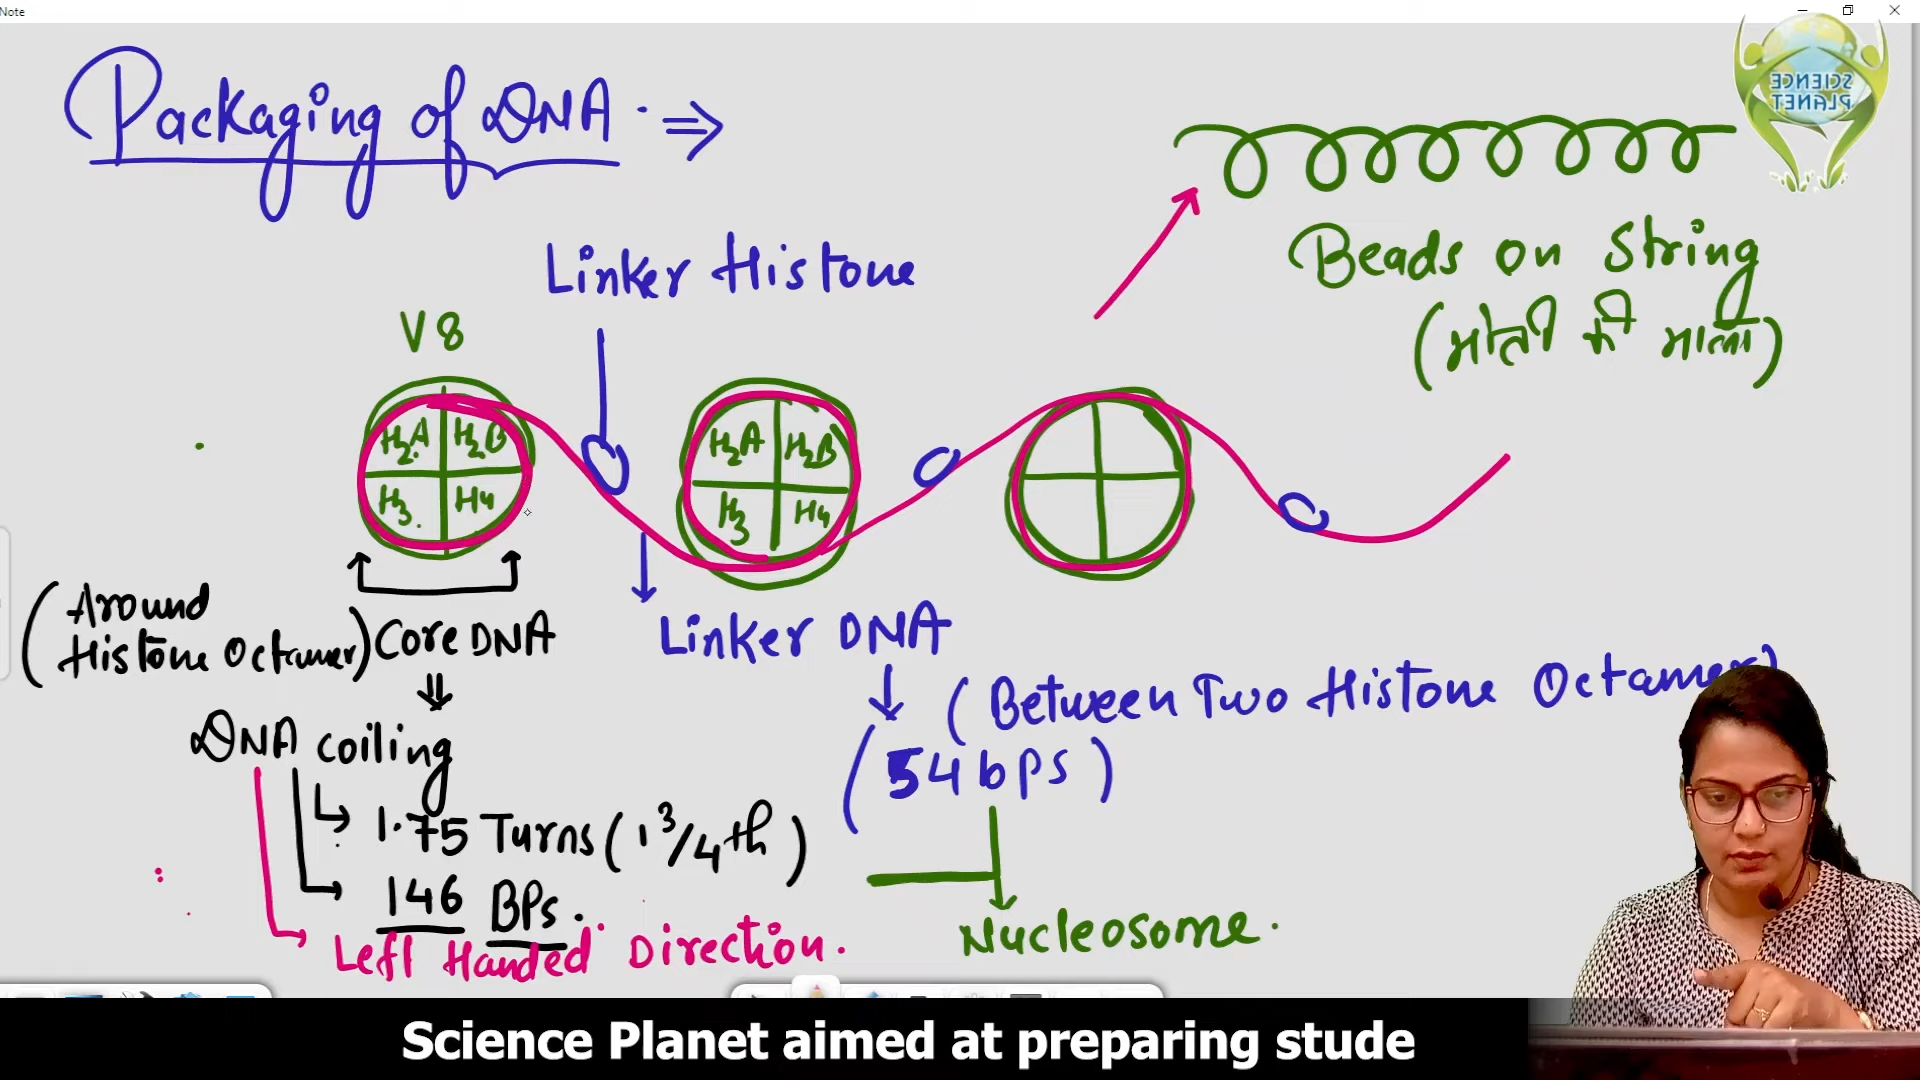 Note
Packaging of DNA ⇒
SCIENCE
PLANET
Linker Histone
Beads on String
V 8
H2A H2B
H3 H4
H2A H2B
H3 H4
(Around
Histone Octamer)
Core DNA
⇓
Linker DNA
(Between Two Histone Octamer)
DNA coiling
(54 bps)
1.75 Turns (1 3/4th)
146 BPs.
Left Handed Direction.
Nucleosome.
Science Planet aimed at preparing stude